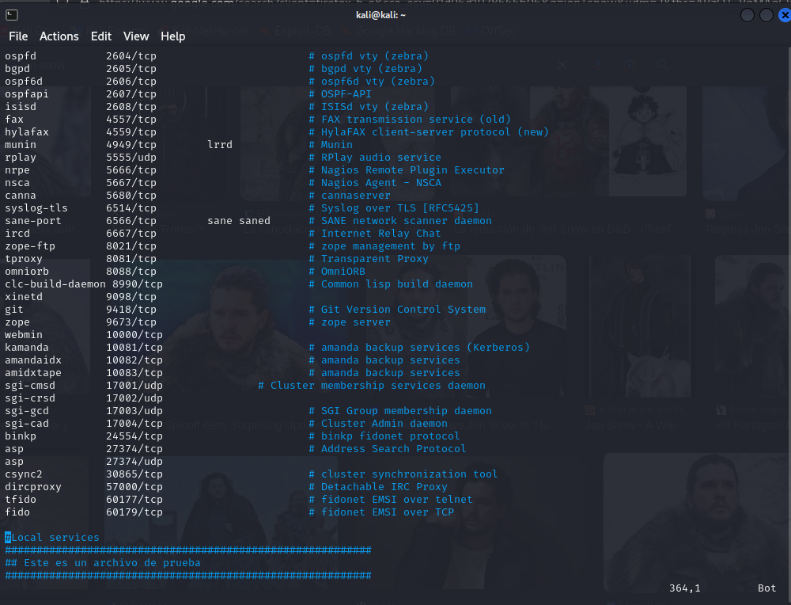 kali@kali: ~
File Actions Edit View Help
ospfd 2604/tcp # ospfd vty (zebra)
bgpd 2605/tcp # bgpd vty (zebra)
ospf6d 2606/tcp # ospf6d vty (zebra)
ospfapi 2607/tcp # OSPF-API
isisd 2608/tcp # ISISd vty (zebra)
fax 4557/tcp # FAX transmission service (old)
hylafax 4559/tcp # HylaFAX client-server protocol (new)
munin 4949/tcp lrrd # Munin
rplay 5555/udp # RPlay audio service
nrpe 5666/tcp # Nagios Remote Plugin Executor
nsca 5667/tcp # Nagios Agent - NSCA
canna 5680/tcp # cannaserver
syslog-tls 6514/tcp # Syslog over TLS [RFC5425]
sane-port 6566/tcp sane saned # SANE network scanner daemon
ircd 6667/tcp # Internet Relay Chat
zope-ftp 8021/tcp # zope management by ftp
tproxy 8081/tcp # Transparent Proxy
omniorb 8088/tcp # OmniORB
clc-build-daemon 8990/tcp # Common lisp build daemon
xinetd 9098/tcp
git 9418/tcp # Git Version Control System
zope 9673/tcp # zope server
webmin 10000/tcp
kamanda 10081/tcp # amanda backup services (Kerberos)
amandaidx 10082/tcp # amanda backup services
amidxtape 10083/tcp # amanda backup services
sgi-cmsd 17001/udp # Cluster membership services daemon
sgi-crsd 17002/udp
sgi-gcd 17003/udp # SGI Group membership daemon
sgi-cad 17004/tcp # Cluster Admin daemon
binkp 24554/tcp # binkp fidonet protocol
asp 27374/tcp # Address Search Protocol
asp 27374/udp
csync2 30865/tcp # cluster synchronization tool
dircproxy 57000/tcp # Detachable IRC Proxy
tfido 60177/tcp # fidonet EMSI over telnet
fido 60179/tcp # fidonet EMSI over TCP
#Local services
##########################################################
## Este es un archivo de prueba
##########################################################
364,1 Bot